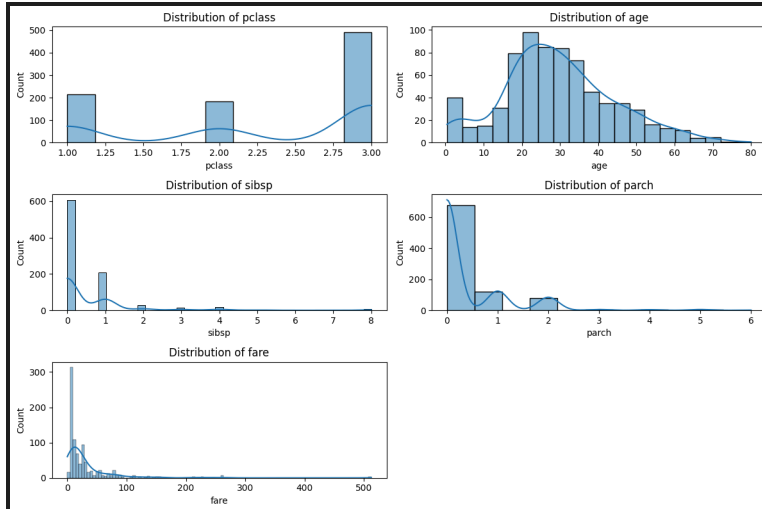 Distribution of pclass
500
400
300
200
100
0
Count
1.00 1.25 1.50 1.75 2.00 2.25 2.50 2.75 3.00
pclass
Distribution of age
100
80
60
40
20
0
Count
0 10 20 30 40 50 60 70 80
age
Distribution of sibsp
600
400
200
0
Count
0 1 2 3 4 5 6 7 8
sibsp
Distribution of parch
600
400
200
0
Count
0 1 2 3 4 5 6
parch
Distribution of fare
300
200
100
0
Count
0 100 200 300 400 500
fare